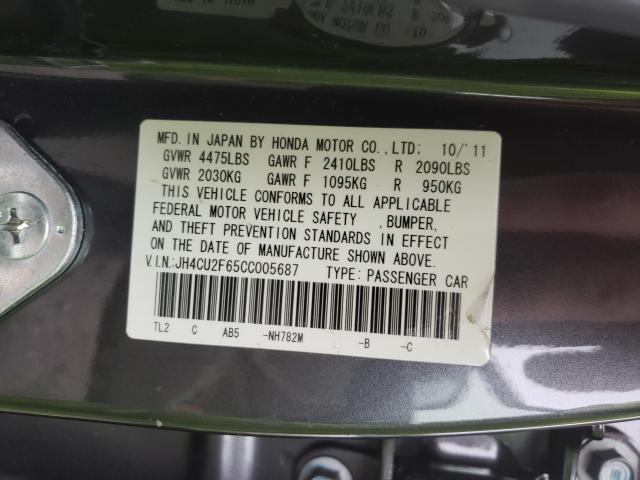 MFD. IN JAPAN BY HONDA MOTOR CO.,LTD: 10/'11
GVWR 4475LBS GAWR F 2410LBS R 2090LBS
GVWR 2030KG GAWR F 1095KG R 950KG
THIS VEHICLE CONFORMS TO ALL APPLICABLE
FEDERAL MOTOR VEHICLE SAFETY ,BUMPER,
AND THEFT PREVENTION STANDARDS IN EFFECT
ON THE DATE OF MANUFACTURE SHOWN ABOVE.
V.I.N:JH4CU2F65CC005687 TYPE: PASSENGER CAR
TL2 C AB5 -NH782M -B -C